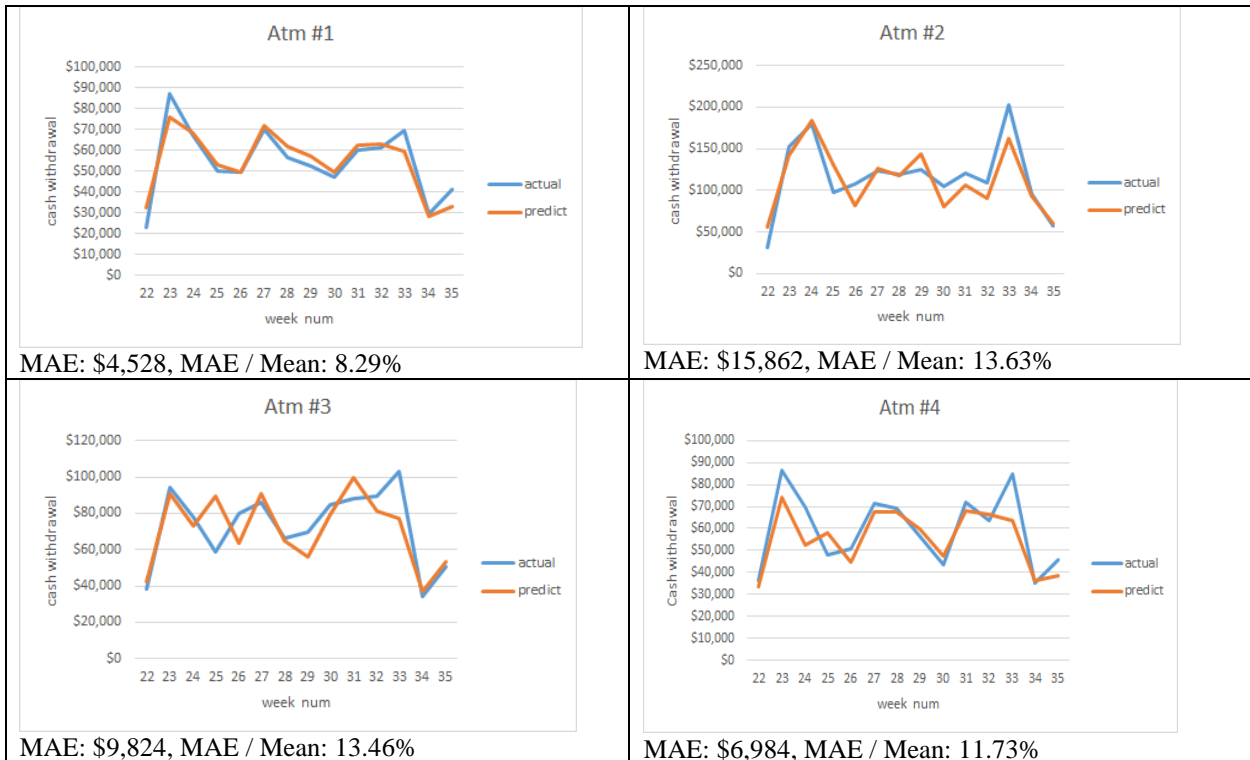 Atm #1
$100,000
$90,000
$80,000
$70,000
$60,000
$50,000
$40,000
$30,000
$20,000
$10,000
$0
cash withdrawal
22 23 24 25 26 27 28 29 30 31 32 33 34 35
week num
actual
predict
MAE: $4,528, MAE / Mean: 8.29%
Atm #2
$250,000
$200,000
$150,000
$100,000
$50,000
$0
cash withdrawal
22 23 24 25 26 27 28 29 30 31 32 33 34 35
week num
actual
predict
MAE: $15,862, MAE / Mean: 13.63%
Atm #3
$120,000
$100,000
$80,000
$60,000
$40,000
$20,000
$0
cash withdrawal
22 23 24 25 26 27 28 29 30 31 32 33 34 35
week num
actual
predict
MAE: $9,824, MAE / Mean: 13.46%
Atm #4
$100,000
$90,000
$80,000
$70,000
$60,000
$50,000
$40,000
$30,000
$20,000
$10,000
$0
Cash withdrawal
22 23 24 25 26 27 28 29 30 31 32 33 34 35
week num
actual
predict
MAE: $6,984, MAE / Mean: 11.73%